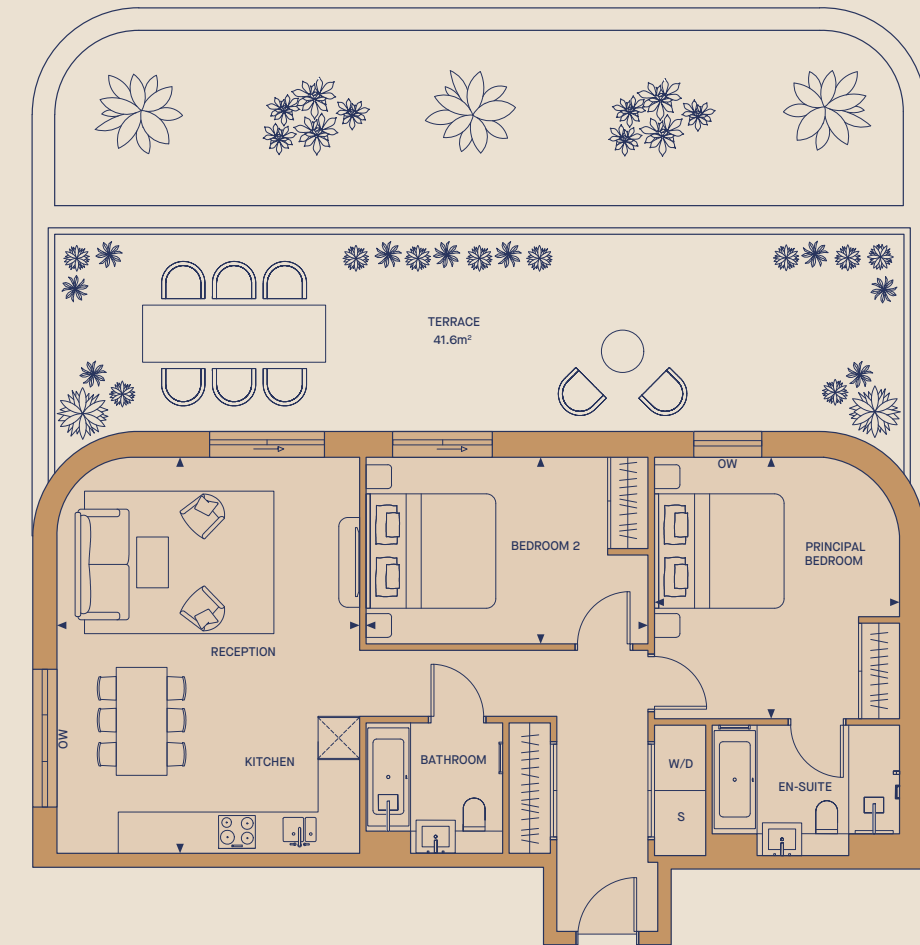 TERRACE
41.6m²
OW
BEDROOM 2
PRINCIPAL
BEDROOM
RECEPTION
OW
KITCHEN
BATHROOM
W/D
EN-SUITE
S